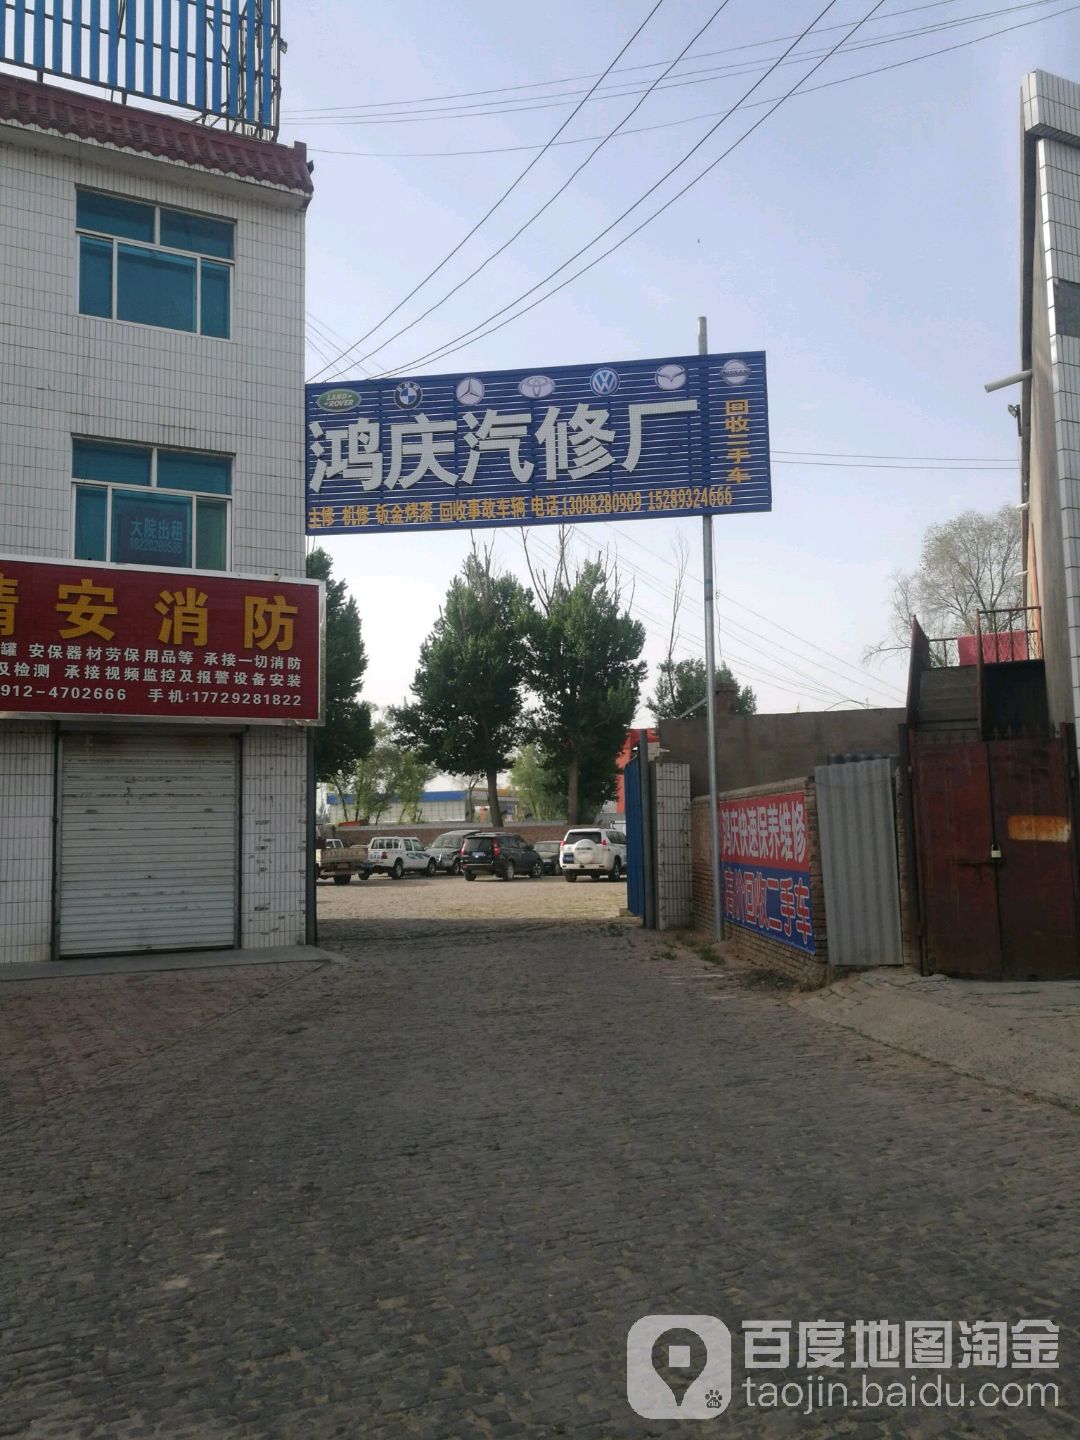 LAND ROVER
NISSAN
鸿庆汽修厂
回收二手车
主修 机修 钣金烤漆 回收事故车辆 电话13098280909 15289324666
大院出租
18220280585
靖安消防
罐 安保器材劳保用品等 承接一切消防
及检测 承接视频监控及报警设备安装
912-4702666 手机:17729281822
鸿庆快速保养维修
高价回收二手车
百度地图淘金
taojin.baidu.com